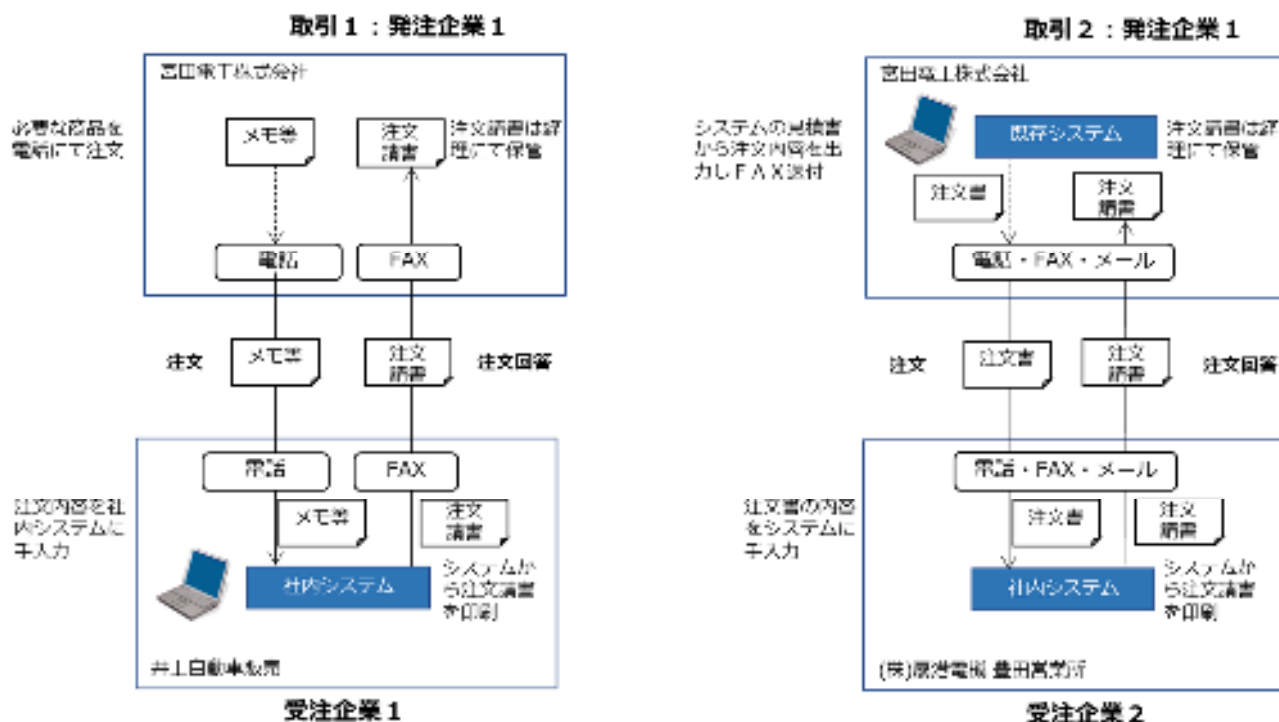 取引１：発注企業１
宮田電工株式会社
必要な商品を
電話にて注文
メモ等
注文
請書
注文請書は経
理にて保管
電話
FAX
注文
メモ等
注文
請書
注文回答
電話
FAX
注文内容を社
内システムに
手入力
メモ等
注文
請書
社内システム
システムか
ら注文請書
を印刷
井上自動車販売
受注企業１
取引２：発注企業１
宮田電工株式会社
システムの見積書
から注文内容を出
力しＦＡＸ送付
既存システム
注文請書は経
理にて保管
注文書
注文
請書
電話・FAX・メール
注文
注文書
注文
請書
注文回答
電話・FAX・メール
注文書の内容
をシステムに
手入力
注文書
注文
請書
社内システム
システムか
ら注文請書
を印刷
豊田営業所
受注企業２